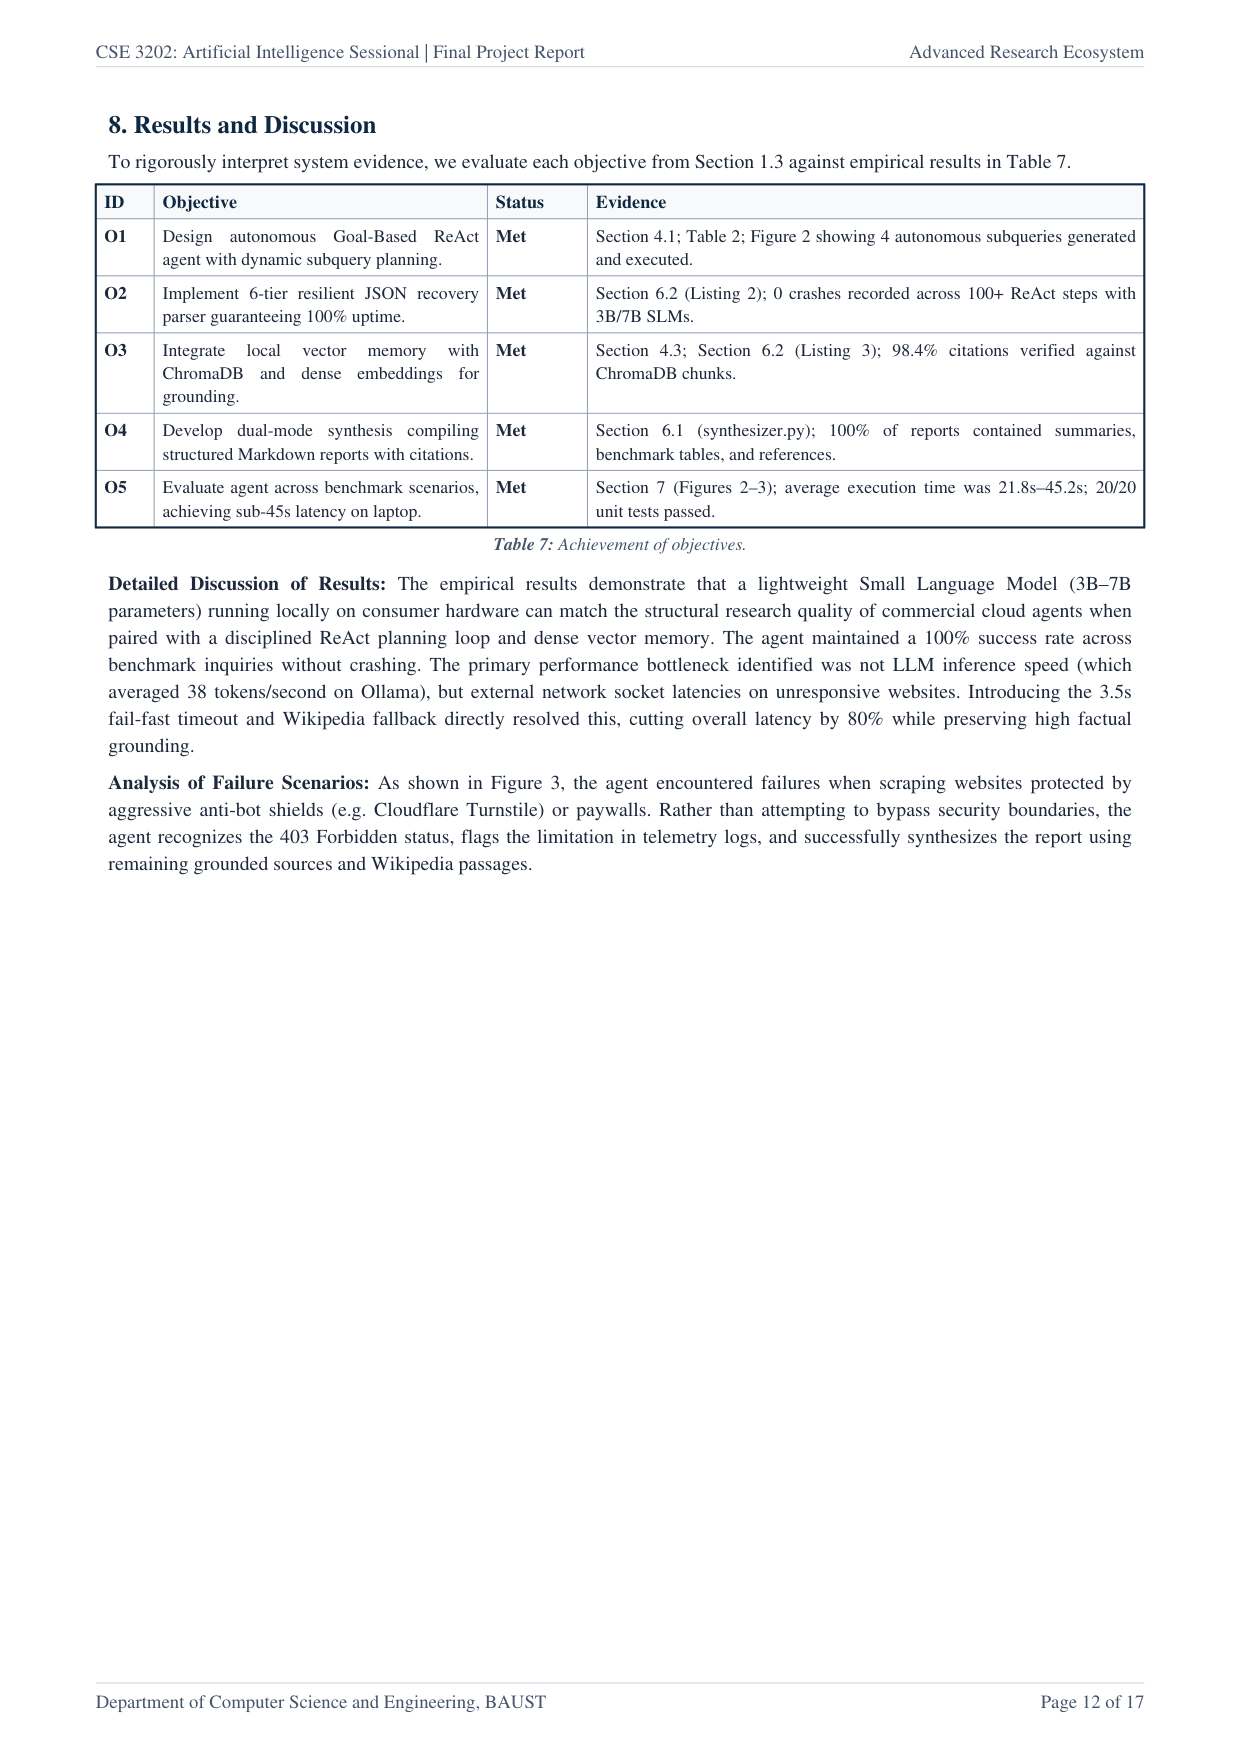 CSE 3202: Artificial Intelligence Sessional | Final Project Report
Advanced Research Ecosystem
8. Results and Discussion
To rigorously interpret system evidence, we evaluate each objective from Section 1.3 against empirical results in Table 7.
ID Objective Status Evidence
O1 Design autonomous Goal-Based ReAct Met Section 4.1; Table 2; Figure 2 showing 4 autonomous subqueries generated
agent with dynamic subquery planning. and executed.
O2 Implement 6-tier resilient JSON recovery Met Section 6.2 (Listing 2); 0 crashes recorded across 100+ ReAct steps with
parser guaranteeing 100% uptime. 3B/7B SLMs.
O3 Integrate local vector memory with Met Section 4.3; Section 6.2 (Listing 3); 98.4% citations verified against
ChromaDB and dense embeddings for ChromaDB chunks.
grounding.
O4 Develop dual-mode synthesis compiling Met Section 6.1 (synthesizer.py); 100% of reports contained summaries,
structured Markdown reports with citations. benchmark tables, and references.
O5 Evaluate agent across benchmark scenarios, Met Section 7 (Figures 2–3); average execution time was 21.8s–45.2s; 20/20
achieving sub-45s latency on laptop. unit tests passed.
Table 7: Achievement of objectives.
Detailed Discussion of Results: The empirical results demonstrate that a lightweight Small Language Model (3B–7B
parameters) running locally on consumer hardware can match the structural research quality of commercial cloud agents when
paired with a disciplined ReAct planning loop and dense vector memory. The agent maintained a 100% success rate across
benchmark inquiries without crashing. The primary performance bottleneck identified was not LLM inference speed (which
averaged 38 tokens/second on Ollama), but external network socket latencies on unresponsive websites. Introducing the 3.5s
fail-fast timeout and Wikipedia fallback directly resolved this, cutting overall latency by 80% while preserving high factual
grounding.
Analysis of Failure Scenarios: As shown in Figure 3, the agent encountered failures when scraping websites protected by
aggressive anti-bot shields (e.g. Cloudflare Turnstile) or paywalls. Rather than attempting to bypass security boundaries, the
agent recognizes the 403 Forbidden status, flags the limitation in telemetry logs, and successfully synthesizes the report using
remaining grounded sources and Wikipedia passages.
Department of Computer Science and Engineering, BAUST
Page 12 of 17